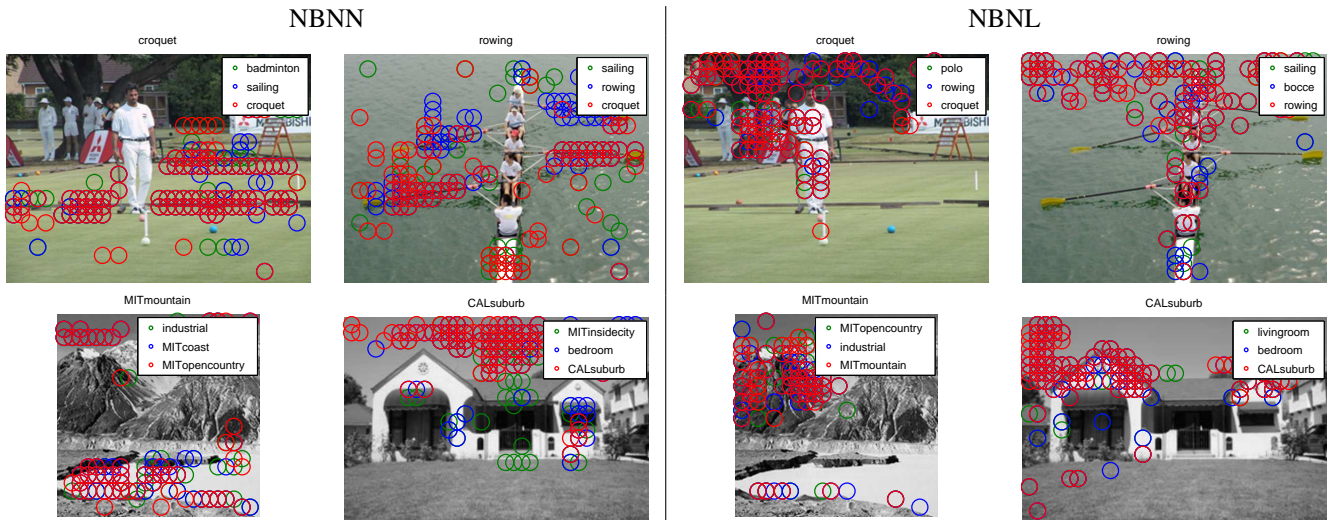 NBNN
NBNL
croquet
rowing
croquet
rowing
badminton
sailing
croquet
sailing
rowing
croquet
polo
rowing
croquet
sailing
bocce
rowing
MITmountain
CALsuburb
MITmountain
CALsuburb
industrial
MITcoast
MITopencountry
MITinsidecity
bedroom
CALsuburb
MITopencountry
industrial
MITmountain
livingroom
bedroom
CALsuburb